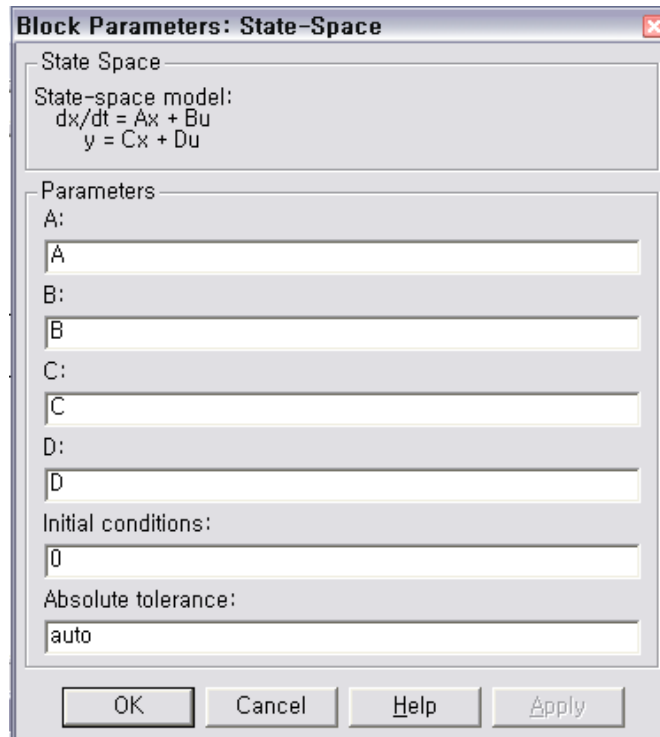 Block Parameters: State-Space
State Space
State-space model:
dx/dt = Ax + Bu
y = Cx + Du
Parameters
A:
A
B:
B
C:
C
D:
D
Initial conditions:
0
Absolute tolerance:
auto
OK Cancel Help Apply